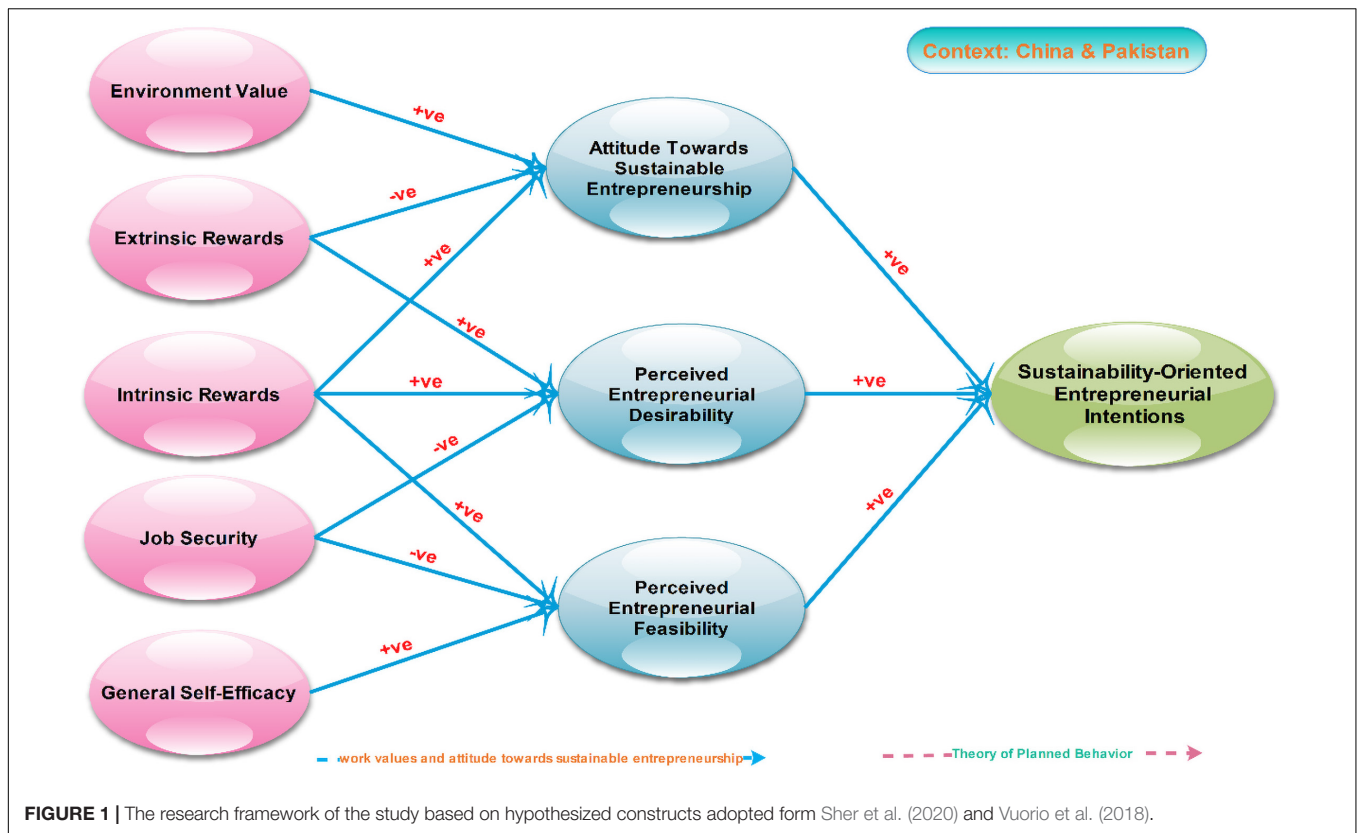 Context: China & Pakistan
Environment Value
+ve
Attitude Towards
Sustainable
Entrepreneurship
-ve
Extrinsic Rewards
+ve
+ve
+ve
Intrinsic Rewards
+ve
Perceived
Entrepreneurial
Desirability
+ve
Sustainability-Oriented
Entrepreneurial
Intentions
-ve
+ve
+ve
Job Security
-ve
Perceived
Entrepreneurial
Feasibility
+ve
General Self-Efficacy
work values and attitude towards sustainable entrepreneurship
Theory of Planned Behavior
FIGURE 1 | The research framework of the study based on hypothesized constructs adopted form Sher et al. (2020) and Vuorio et al. (2018).